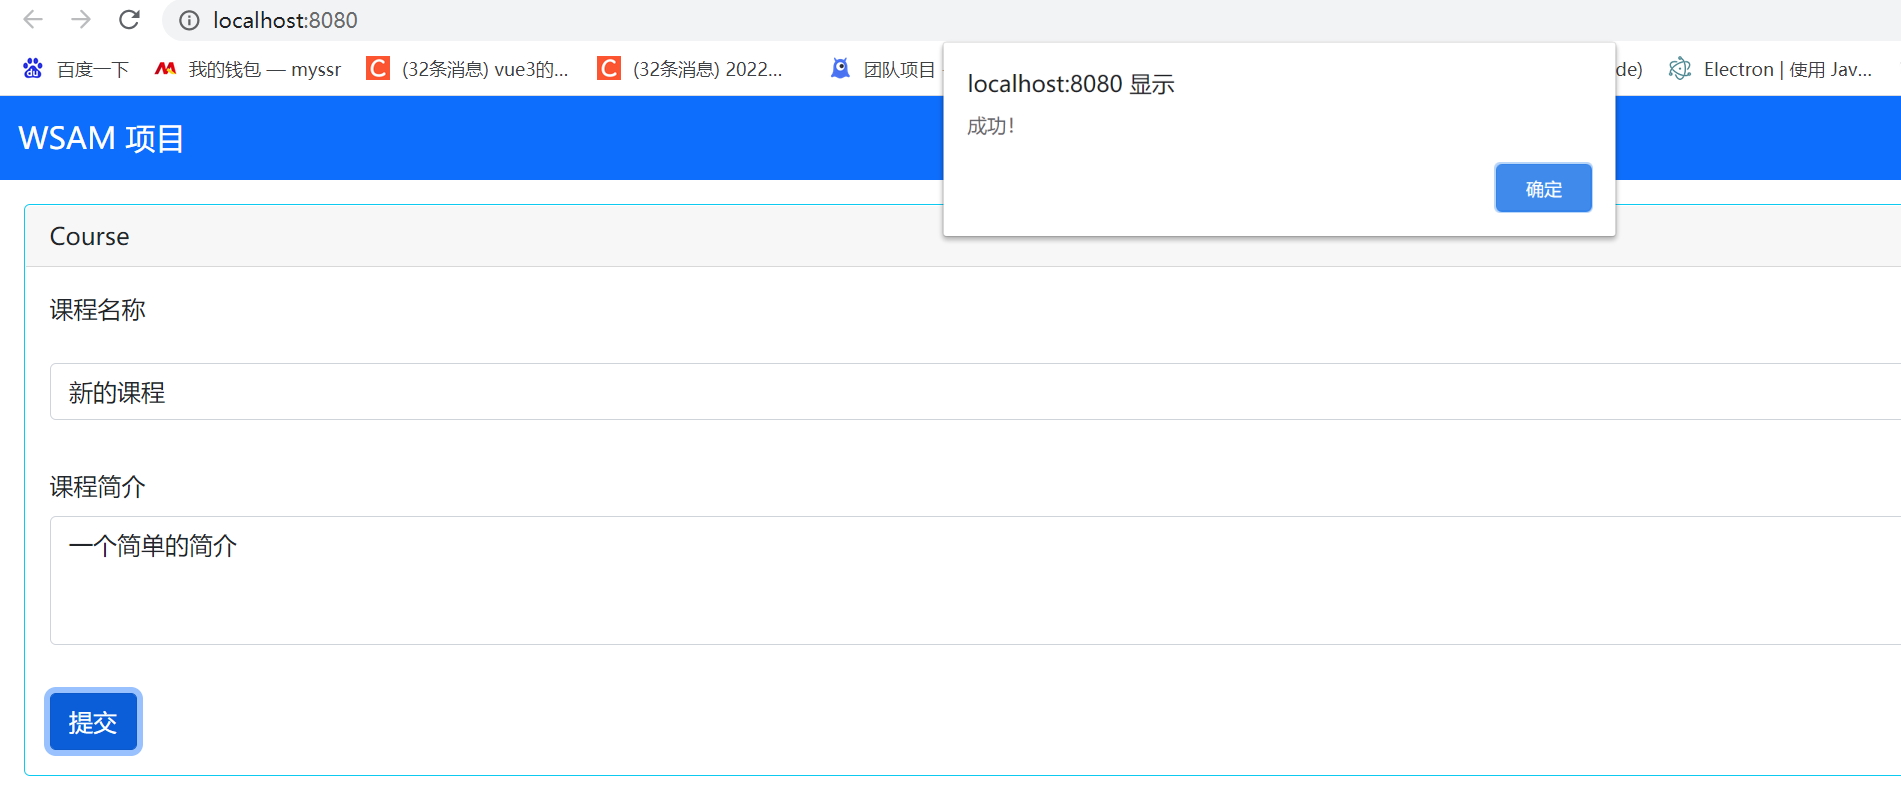 localhost:8080
百度一下 我的钱包 — myssr (32条消息) vue3的... (32条消息) 2022... 团队项目 de) Electron | 使用 Jav...
localhost:8080 显示
成功!
确定
WSAM 项目
Course
课程名称
新的课程
课程简介
一个简单的简介
提交